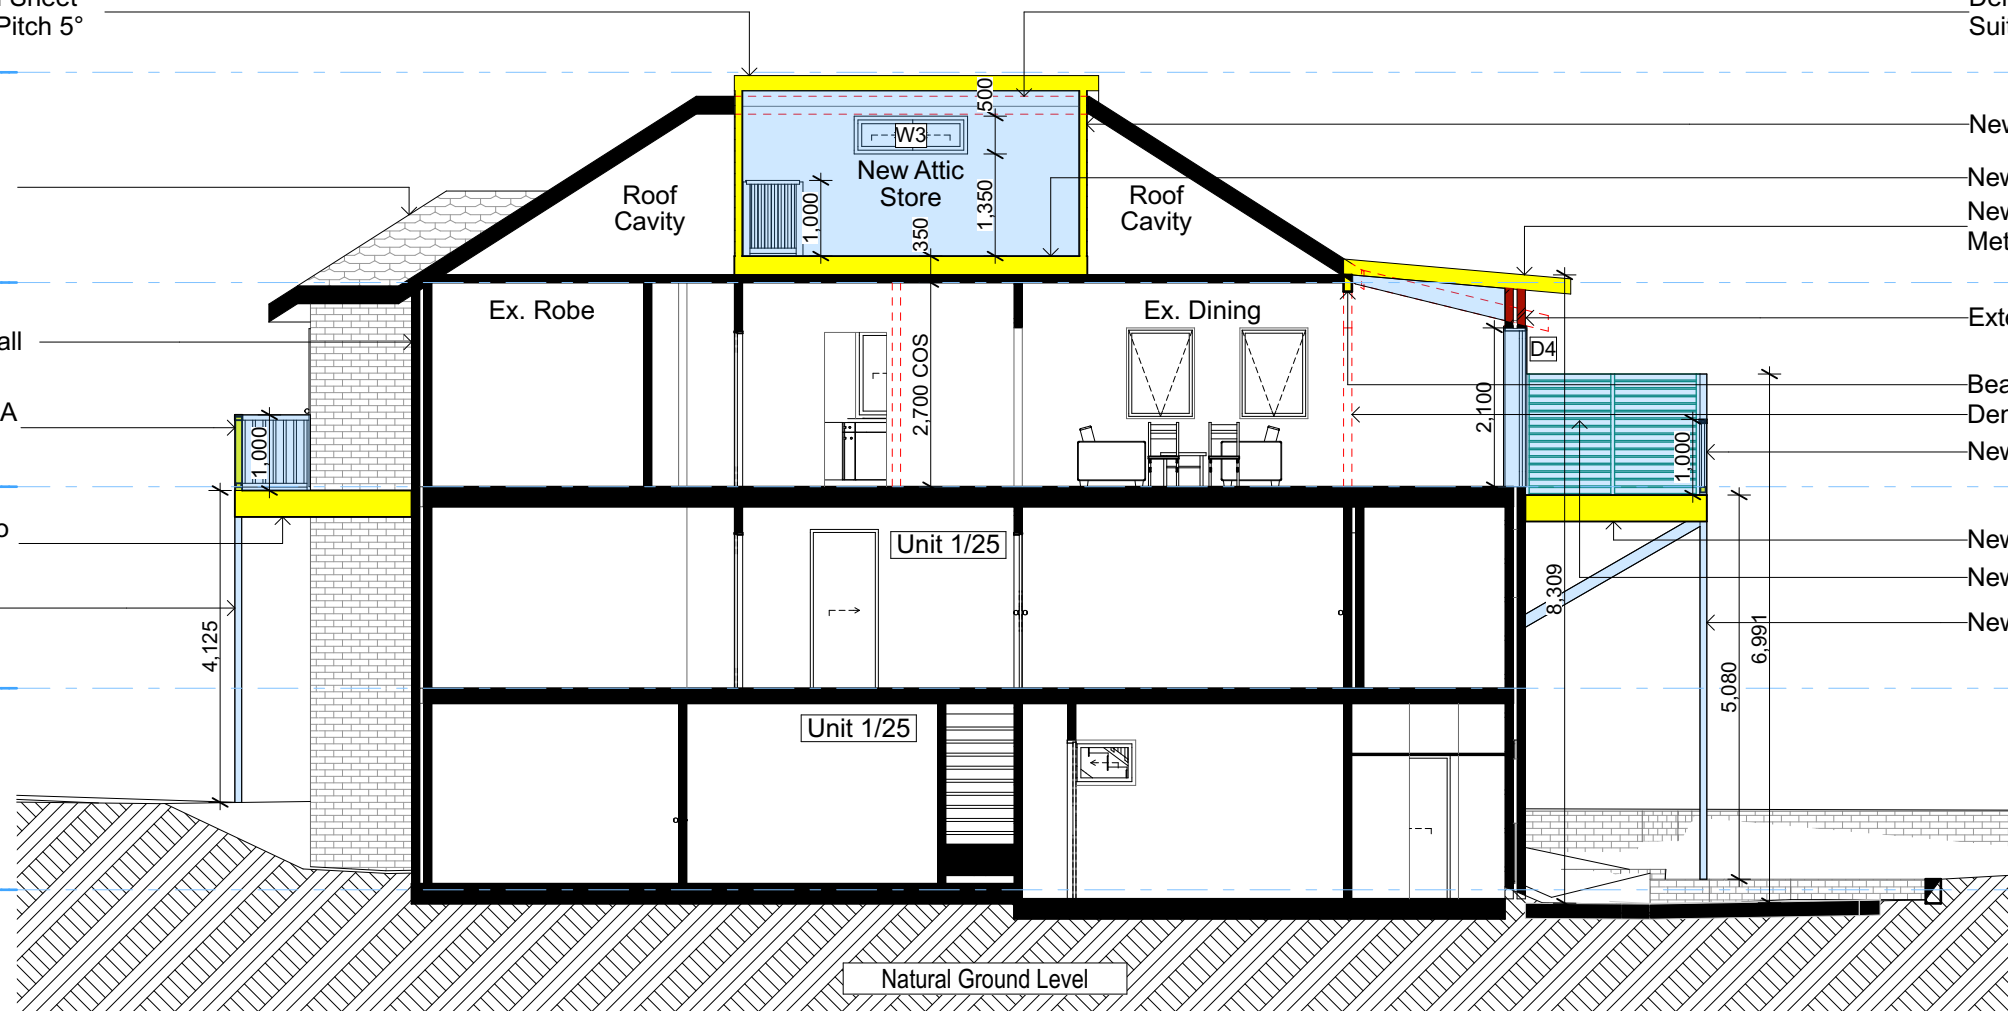 Sheet
Pitch 5°
Suit
500
W3
New Attic
Store
1,350
1,000
350
Roof
Cavity
Roof
Cavity
New
New
New
Met
Ex. Robe
Ex. Dining
all
Exte
D4
2,700 COS
2,100
A
1,000
1,000
Bea
Den
New
Unit 1/25
New
New
New
4,125
8,309
6,991
5,080
Unit 1/25
Natural Ground Level